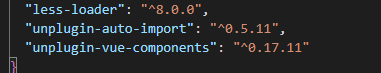 "less-loader": "^8.0.0",
"unplugin-auto-import": "^0.5.11",
"unplugin-vue-components": "^0.17.11"
}